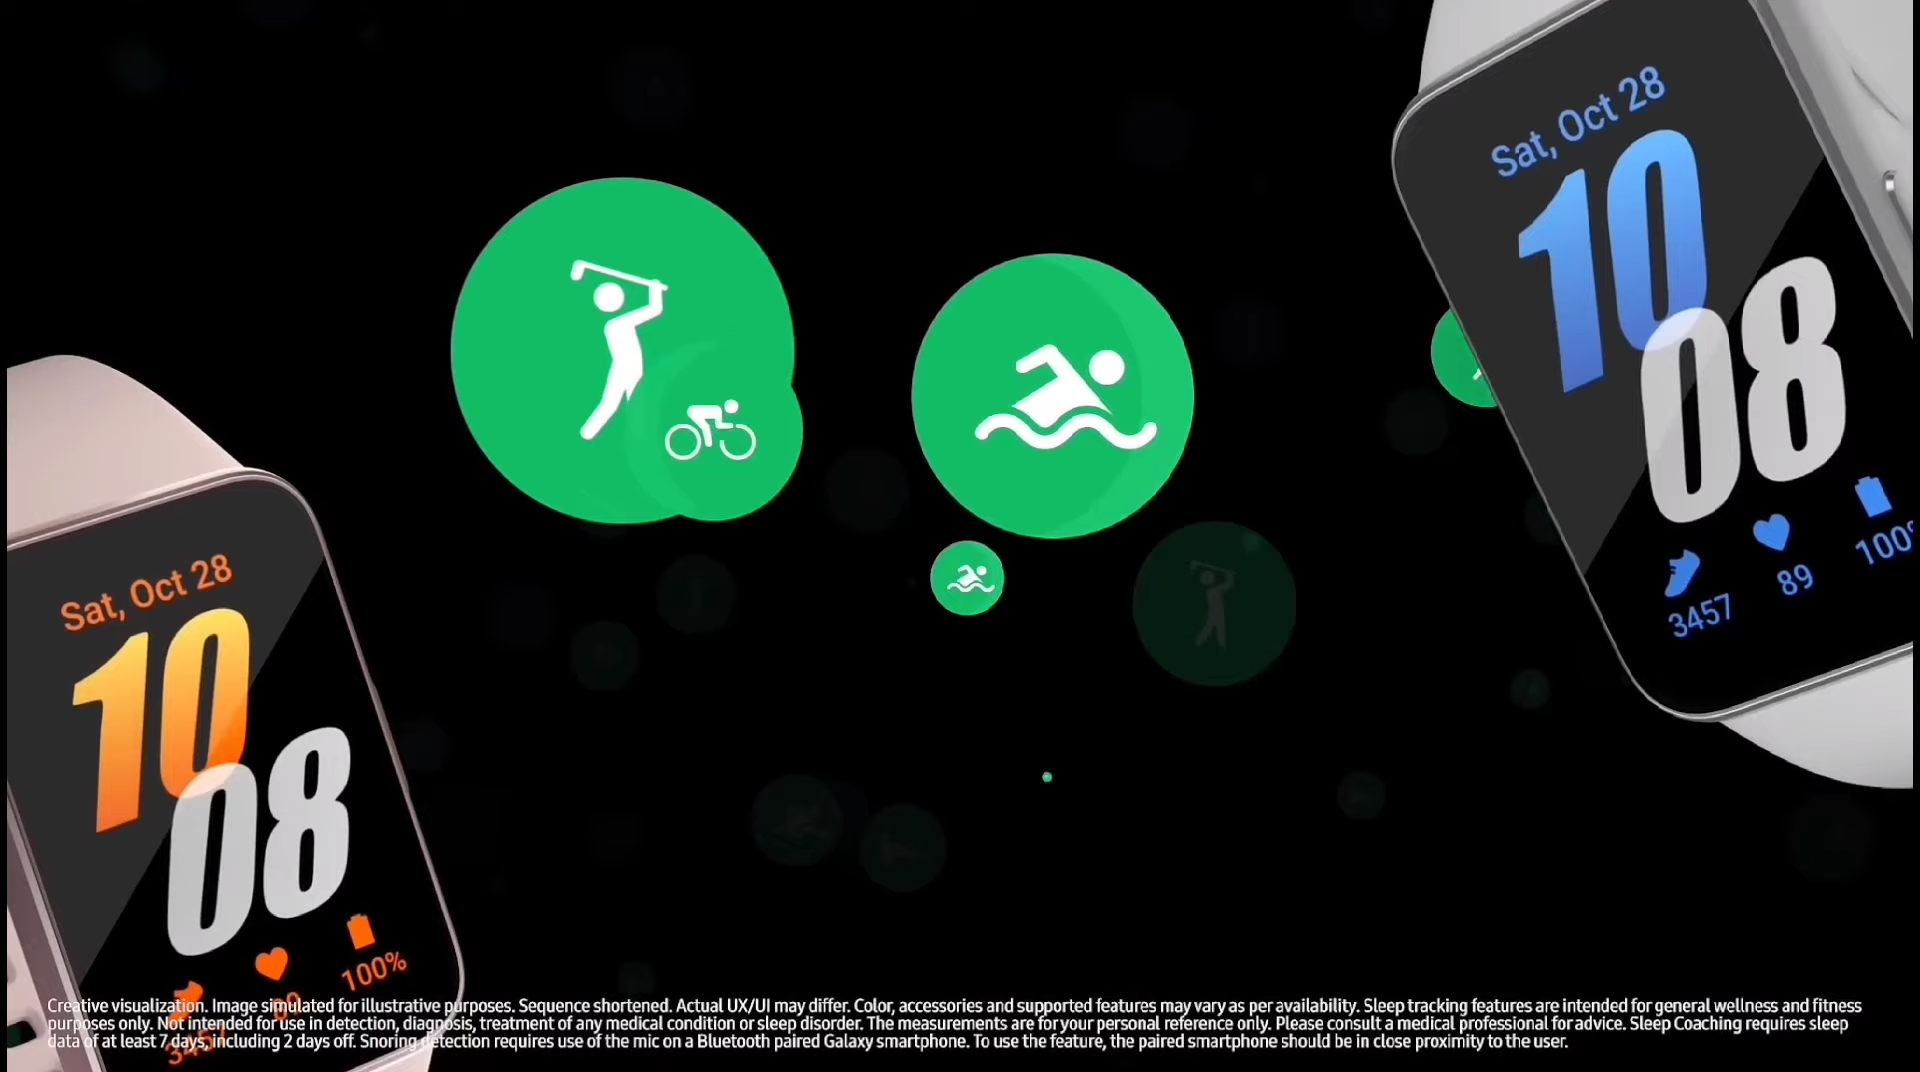 Sat, Oct 28
10
08
3457
89
100%
Sat, Oct 28
10
08
3457
89
100%
Creative visualization. Image simulated for illustrative purposes. Sequence shortened. Actual UX/UI may differ. Color, accessories and supported features may vary as per availability. Sleep tracking features are intended for general wellness and fitness
purposes only. Not intended for use in detection, diagnosis, treatment of any medical condition or sleep disorder. The measurements are for your personal reference only. Please consult a medical professional for advice. Sleep Coaching requires sleep
data of at least 7 days, including 2 days off. Snoring detection requires use of the mic on a Bluetooth paired Galaxy smartphone. To use the feature, the paired smartphone should be in close proximity to the user.